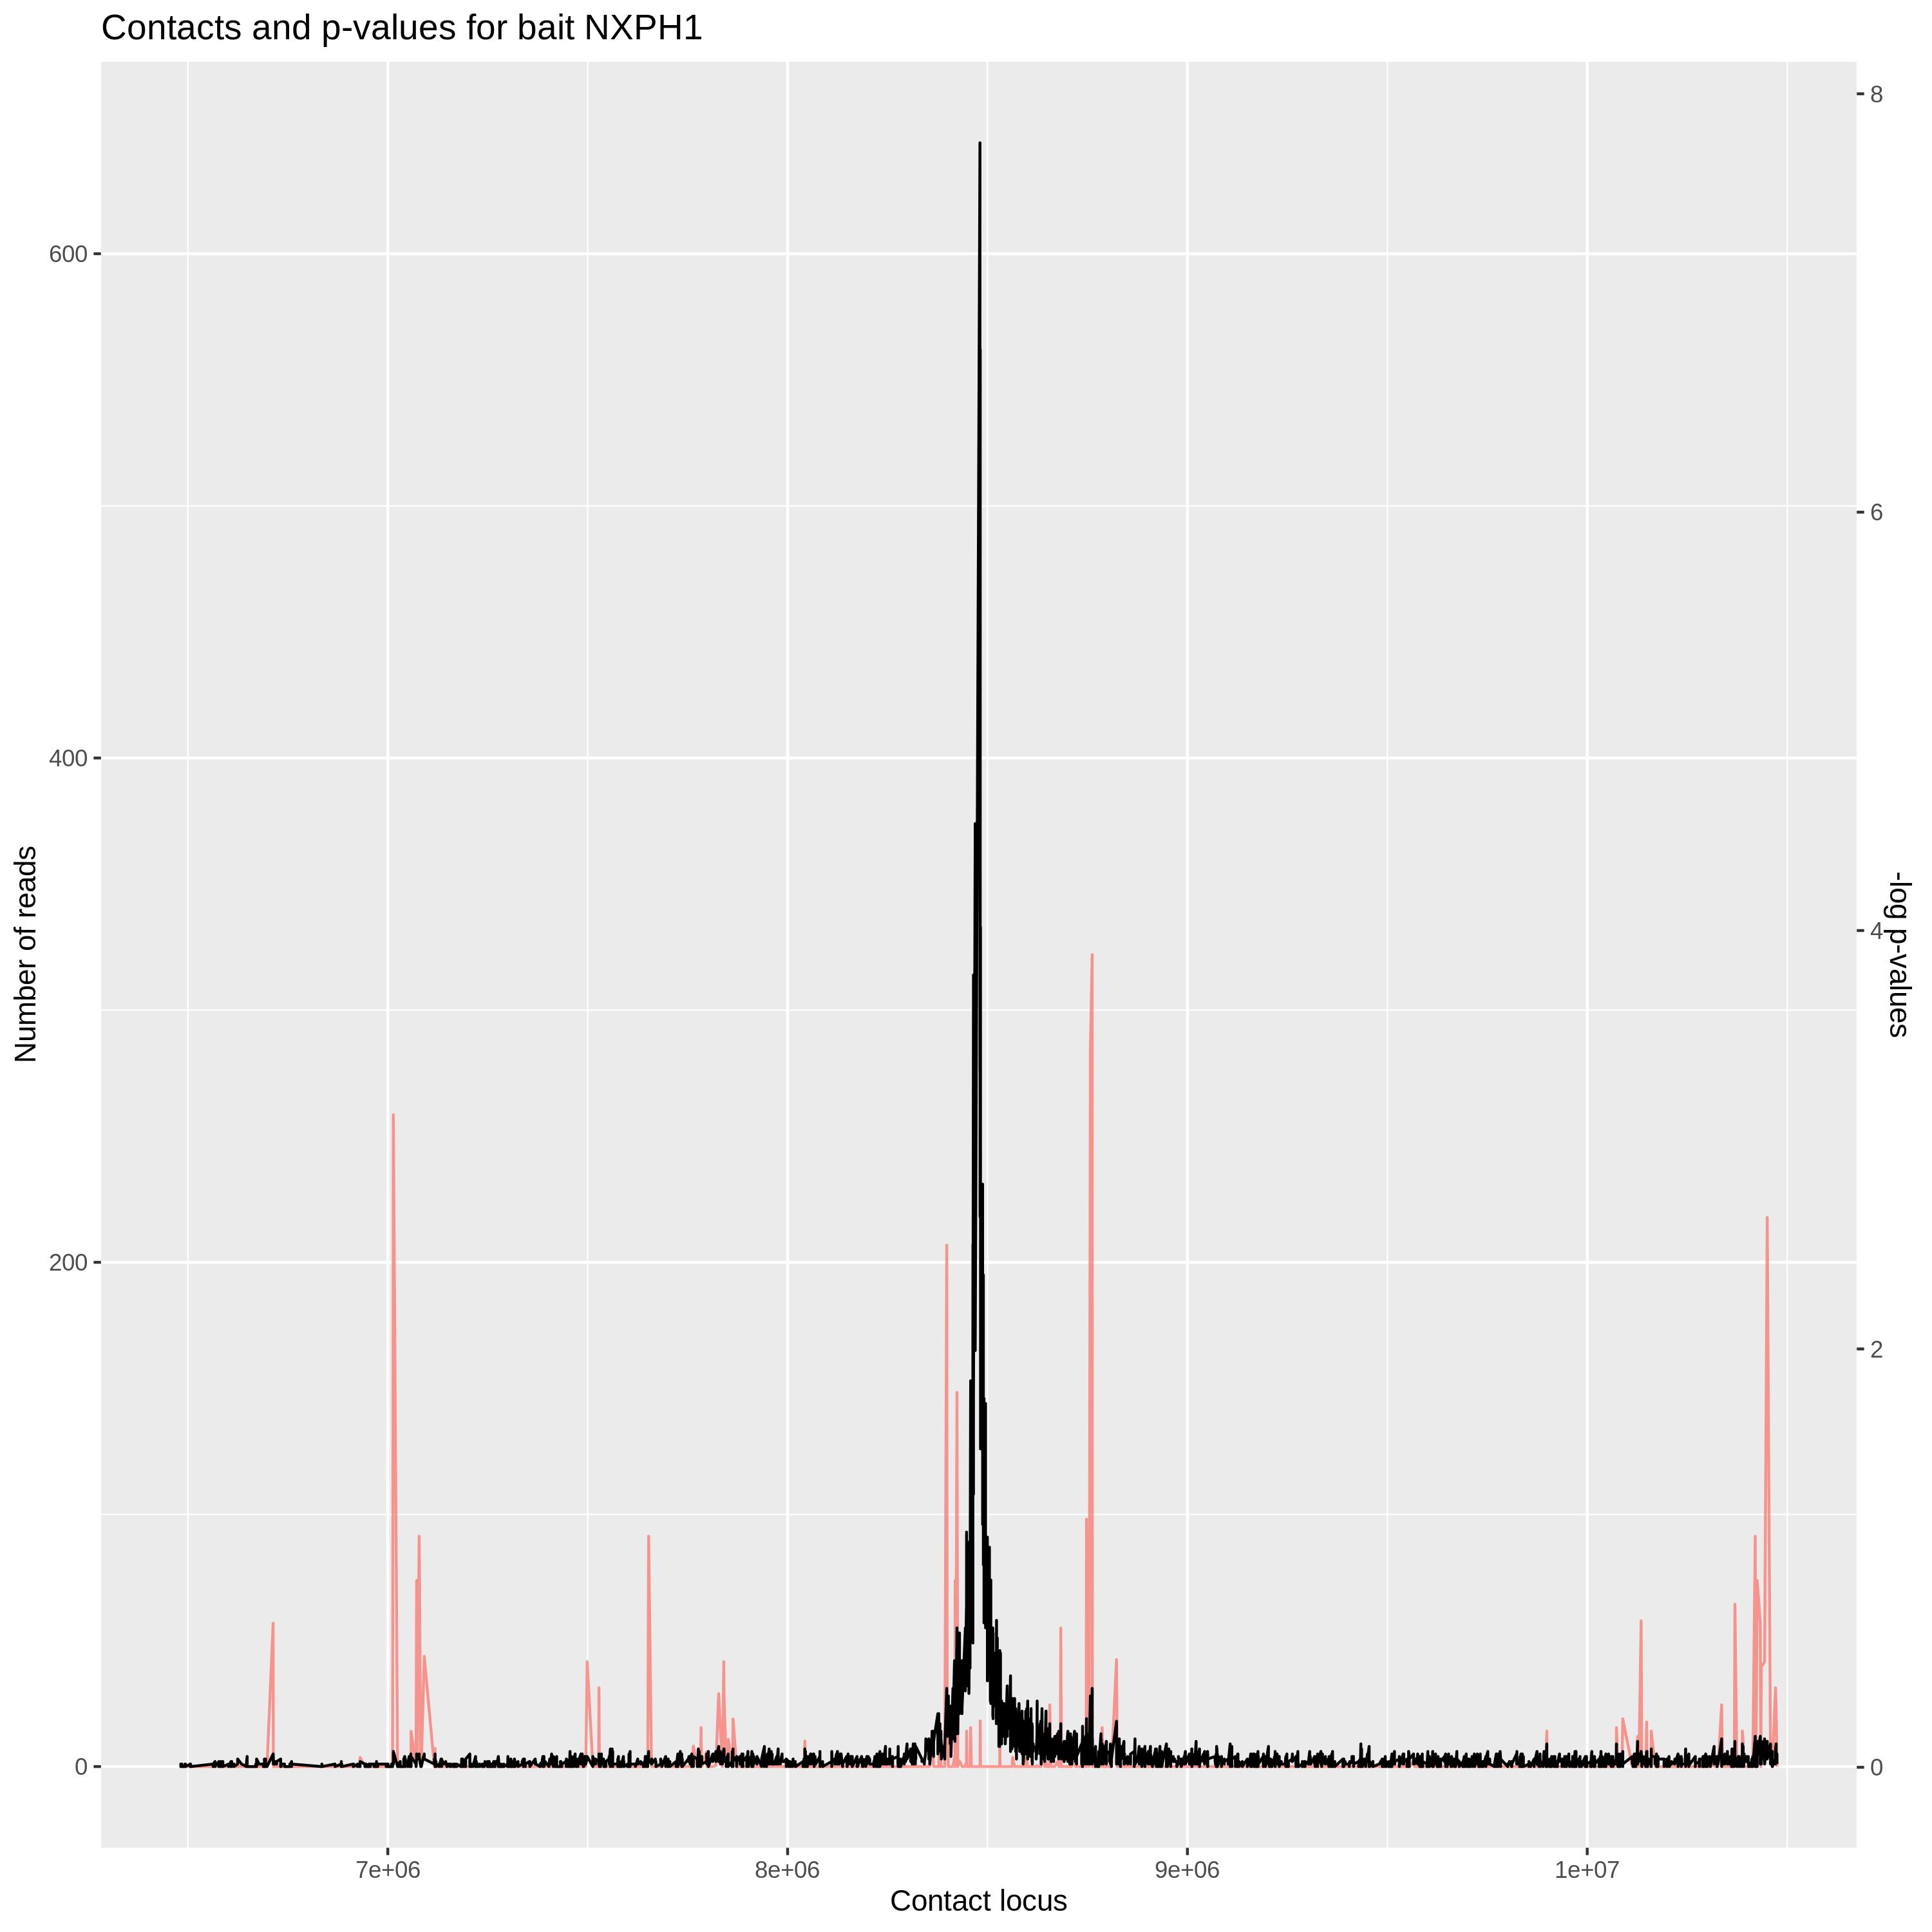 Contacts and p-values for bait NXPH1
Number of reads
600
400
200
0
8
6
4
2
0
-log p-values
7e+06
8e+06
9e+06
1e+07
Contact locus